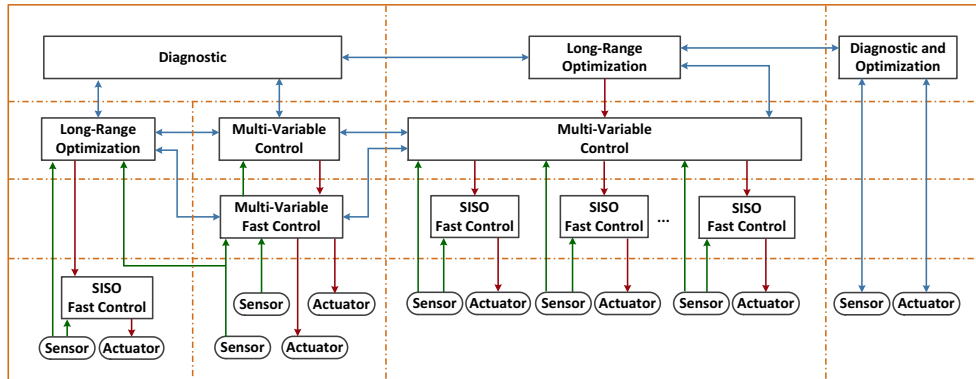 Diagnostic
Long-Range
Optimization
Diagnostic and
Optimization
Long-Range
Optimization
Multi-Variable
Control
Multi-Variable
Control
Multi-Variable
Fast Control
SISO
Fast Control
SISO
Fast Control
...
SISO
Fast Control
SISO
Fast Control
Sensor
Actuator
Sensor
Actuator
Sensor
Actuator
Sensor
Actuator
Sensor
Actuator
Sensor
Actuator
Sensor
Actuator